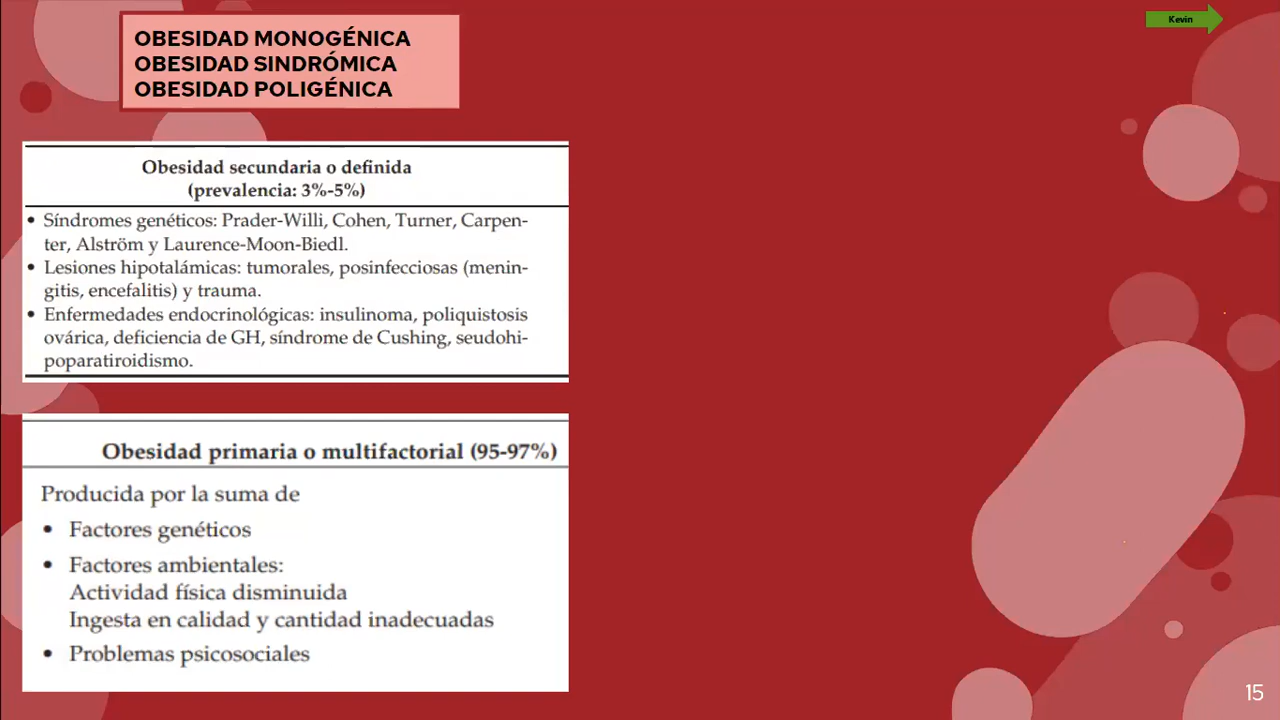 OBESIDAD MONOGÉNICA
OBESIDAD SINDRÓMICA
OBESIDAD POLIGÉNICA
Kevin
Obesidad secundaria o definida
(prevalencia: 3%-5%)
• Síndromes genéticos: Prader-Willi, Cohen, Turner, Carpen-
ter, Alström y Laurence-Moon-Biedl.
• Lesiones hipotalámicas: tumorales, posinfecciosas (menin-
gitis, encefalitis) y trauma.
• Enfermedades endocrinológicas: insulinoma, poliquistosis
ovárica, deficiencia de GH, síndrome de Cushing, seudohi-
poparatiroidismo.
Obesidad primaria o multifactorial (95-97%)
Producida por la suma de
• Factores genéticos
• Factores ambientales:
Actividad física disminuida
Ingesta en calidad y cantidad inadecuadas
• Problemas psicosociales
15